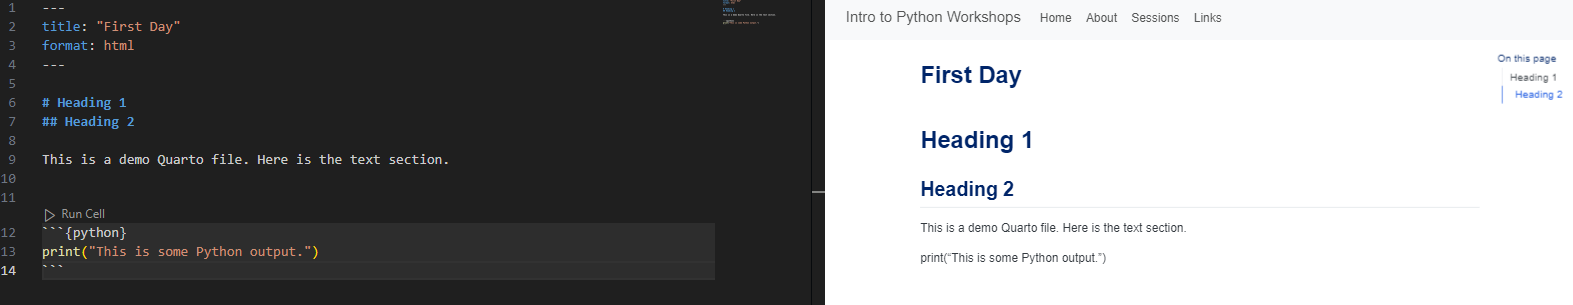 1 ---
2 title: "First Day"
3 format: html
4 ---
5
6 # Heading 1
7 ## Heading 2
8
9 This is a demo Quarto file. Here is the text section.
10
11
Run Cell
12 ```{python}
13 print("This is some Python output.")
14 ```
Intro to Python Workshops Home About Sessions Links
First Day
Heading 1
Heading 2
This is a demo Quarto file. Here is the text section.
print(“This is some Python output.”)
On this page
Heading 1
Heading 2